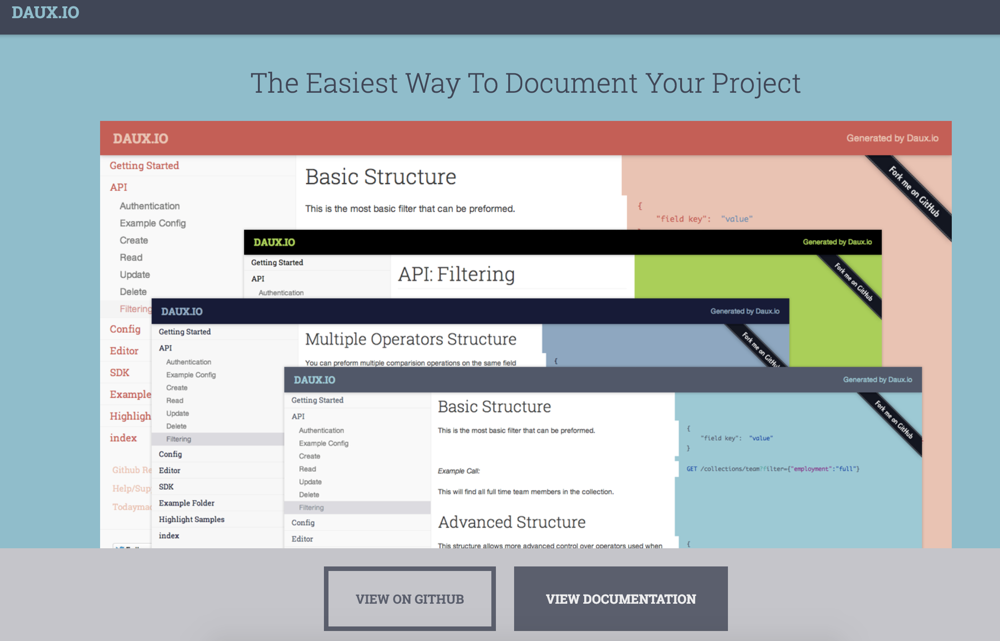 DAUX.IO
The Easiest Way To Document Your Project
DAUX.IO
Generated by Daux.io
Getting Started
API
Authentication
Example Config
Create
Read
Update
Delete
Filtering
Config
Editor
SDK
Example
Highligh
index
Github Re
Help/Sup
Todaymad
Basic Structure
This is the most basic filter that can be preformed.
{
"field key": "value"
Fork me on GitHub
DAUX.IO
Generated by Daux.io
Getting Started
API
Authentication
API: Filtering
Fork me on GitHub
DAUX.IO
Generated by Daux.io
Getting Started
API
Authentication
Example Config
Create
Read
Update
Delete
Filtering
Config
Editor
SDK
Example Folder
Highlight Samples
index
Multiple Operators Structure
You can preform multiple comparision operations on the same field
{
Fork me on GitHu
DAUX.IO
Generated by Daux.io
Getting Started
API
Authentication
Example Config
Create
Read
Update
Delete
Filtering
Config
Editor
Basic Structure
This is the most basic filter that can be preformed.
Example Call:
This will find all full time team members in the collection.
Advanced Structure
This structure allows more advanced control over operators used when
{
"field key": "value"
}
GET /collections/team?filter={"employment":"full"}
{
Fork me on GitHub
VIEW ON GITHUB
VIEW DOCUMENTATION